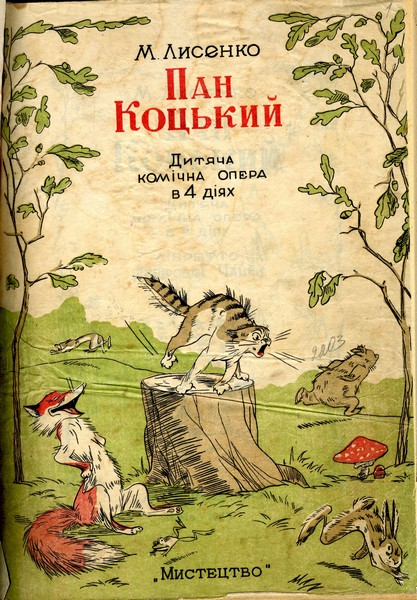 М. Лисенко
Пан
Коцький
Дитяча
комічна опера
в 4 діях
„Мистецтво"